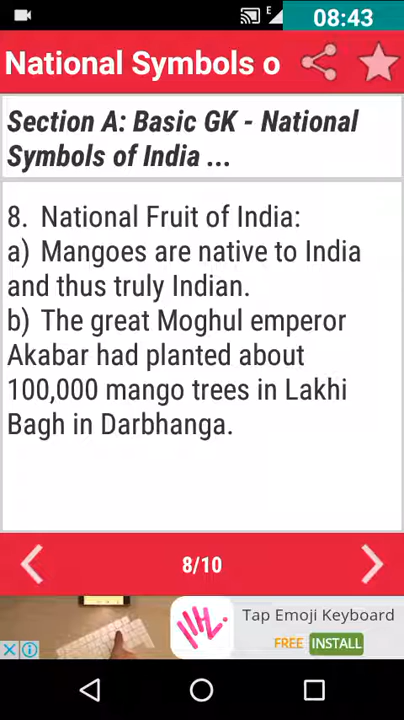 E
08:43
National Symbols o
Section A: Basic GK - National
Symbols of India ...
8. National Fruit of India:
a) Mangoes are native to India
and thus truly Indian.
b) The great Moghul emperor
Akabar had planted about
100,000 mango trees in Lakhi
Bagh in Darbhanga.
8/10
Tap Emoji Keyboard
FREE INSTALL